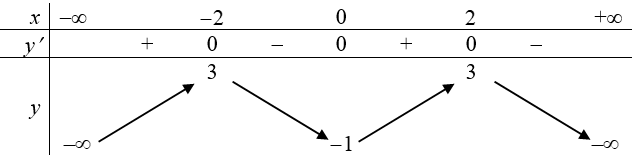 x –∞ –2 0 2 +∞
y′ + 0 – 0 + 0 –
3 3
y
–∞ –1 –∞